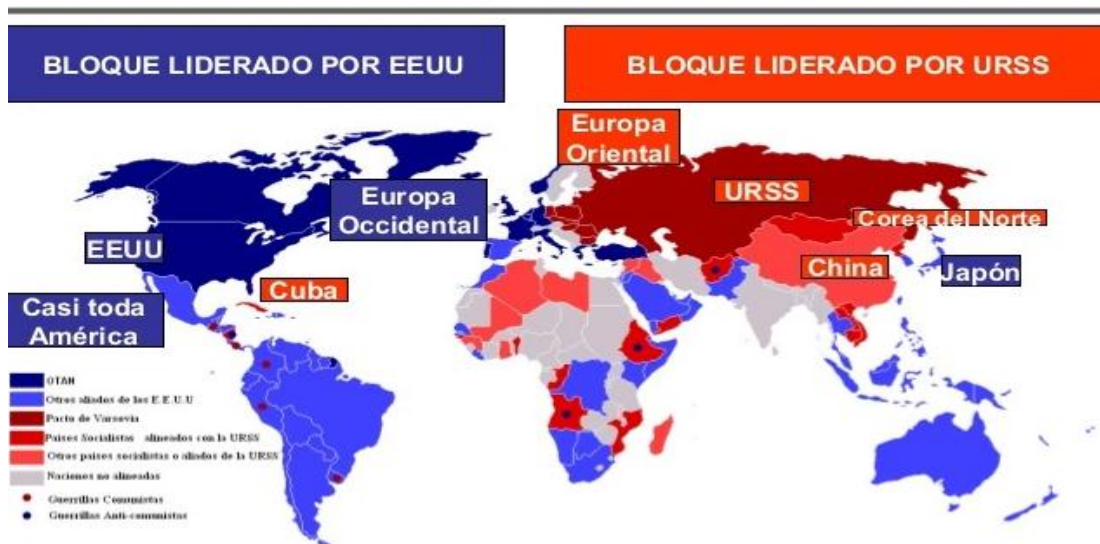 BLOQUE LIDERADO POR EEUU
BLOQUE LIDERADO POR URSS
Europa
Oriental
URSS
Europa
Occidental
Corea del Norte
EEUU
China
Japón
Cuba
Casi toda
América
OTAN
Otros aliados de los E.E.U.U
Pacto de Varsovia
Países Socialistas alineados con la URSS
Otros países socialistas o aliados de la URSS
Naciones no alineadas
Guerrillas Comunistas
Guerrillas Anti-comunistas